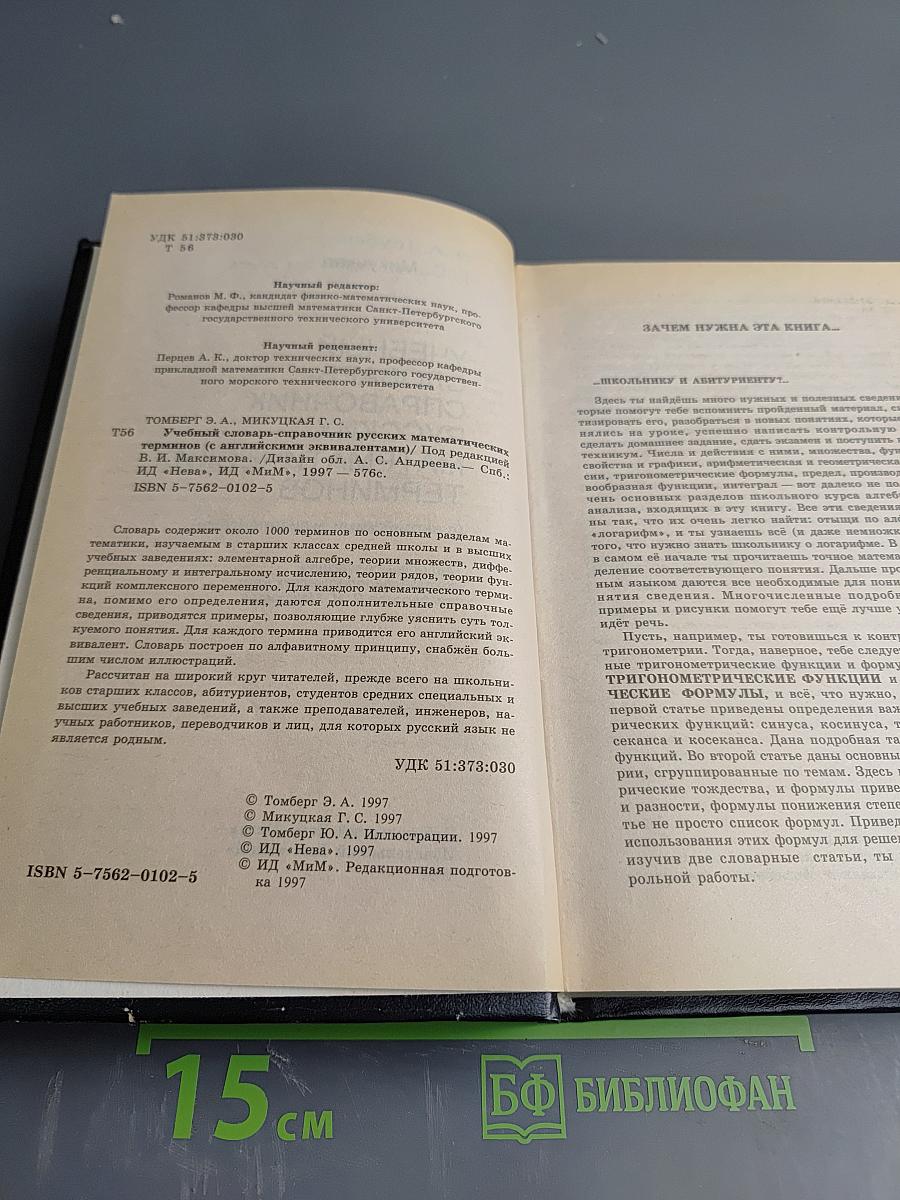 УДК 51:373:030
Т 56
Научный редактор:
Романов М. Ф., кандидат физико-математических наук, про-
фессор кафедры высшей математики Санкт-Петербургского
государственного технического университета
Научный рецензент:
Перцев А. К., доктор технических наук, профессор кафедры
прикладной математики Санкт-Петербургского государствен-
ного морского технического университета
ТОМБЕРГ Э. А., МИКУЦКАЯ Г. С.
Т56 Учебный словарь-справочник русских математических
терминов (с английскими эквивалентами)/ Под редакцией
В. И. Максимова. /Дизайн обл. А. С. Андреева.— Спб.:
ИД «Нева», ИД «МиМ», 1997 — 576с.
ISBN 5-7562-0102-5
Словарь содержит около 1000 терминов по основным разделам ма-
тематики, изучаемым в старших классах средней школы и в высших
учебных заведениях: элементарной алгебре, теории множеств, диффе-
ренциальному и интегральному исчислению, теории рядов, теории фун-
кций комплексного переменного. Для каждого математического терми-
на, помимо его определения, даются дополнительные справочные
сведения, приводятся примеры, позволяющие глубже уяснить суть тол-
куемого понятия. Для каждого термина приводится его английский эк-
вивалент. Словарь построен по алфавитному принципу, снабжён боль-
шим числом иллюстраций.
Рассчитан на широкий круг читателей, прежде всего на школьни-
ков старших классов, абитуриентов, студентов средних специальных и
высших учебных заведений, а также преподавателей, инженеров, на-
учных работников, переводчиков и лиц, для которых русский язык не
является родным.
УДК 51:373:030
© Томберг Э. А. 1997
© Микуцкая Г. С. 1997
© Томберг Ю. А. Иллюстрации. 1997
© ИД «Нева». 1997
© ИД «МиМ». Редакционная подготов-
ка 1997
ISBN 5-7562-0102-5
ЗАЧЕМ НУЖНА ЭТА КНИГА...
...ШКОЛЬНИКУ И АБИТУРИЕНТУ?..
Здесь ты найдёшь много нужных и полезных сведени
торые помогут тебе вспомнить пройденный материал, си
тизировать его, разобраться в новых понятиях, которы
нялись на уроке, успешно написать контрольную
сделать домашнее задание, сдать экзамен и поступить в
техникум. Числа и действия с ними, множества, фун
свойства и графики, арифметическая и геометрическа
сии, тригонометрические формулы, предел, производ
вообразная функции, интеграл — вот далеко не по
чень основных разделов школьного курса алгеб
анализа, входящих в эту книгу. Все эти сведения
ны так, что их очень легко найти: отыщи по ал
«логарифм», и ты узнаешь всё (и даже немножк
того, что нужно знать школьнику о логарифме. В
в самом её начале ты прочитаешь точное матема
деление соответствующего понятия. Дальше про
ным языком даются все необходимые для пони
нятия сведения. Многочисленные подробн
примеры и рисунки помогут тебе ещё лучше у
идёт речь.
Пусть, например, ты готовишься к контр
тригонометрии. Тогда, наверное, тебе следуе
ные тригонометрические функции и форму
ТРИГОНОМЕТРИЧЕСКИЕ ФУНКЦИИ и
ЧЕСКИЕ ФОРМУЛЫ, и всё, что нужно,
первой статье приведены определения важ
рических функций: синуса, косинуса, т
секанса и косеканса. Дана подробная та
функций. Во второй статье даны основны
рии, сгруппированные по темам. Здесь и
рические тождества, и формулы приве
и разности, формулы понижения степе
тье не просто список формул. Привед
использования этих формул для реше
изучив две словарные статьи, ты
рольной работы.
15 см
БФ БИБЛИОФАН